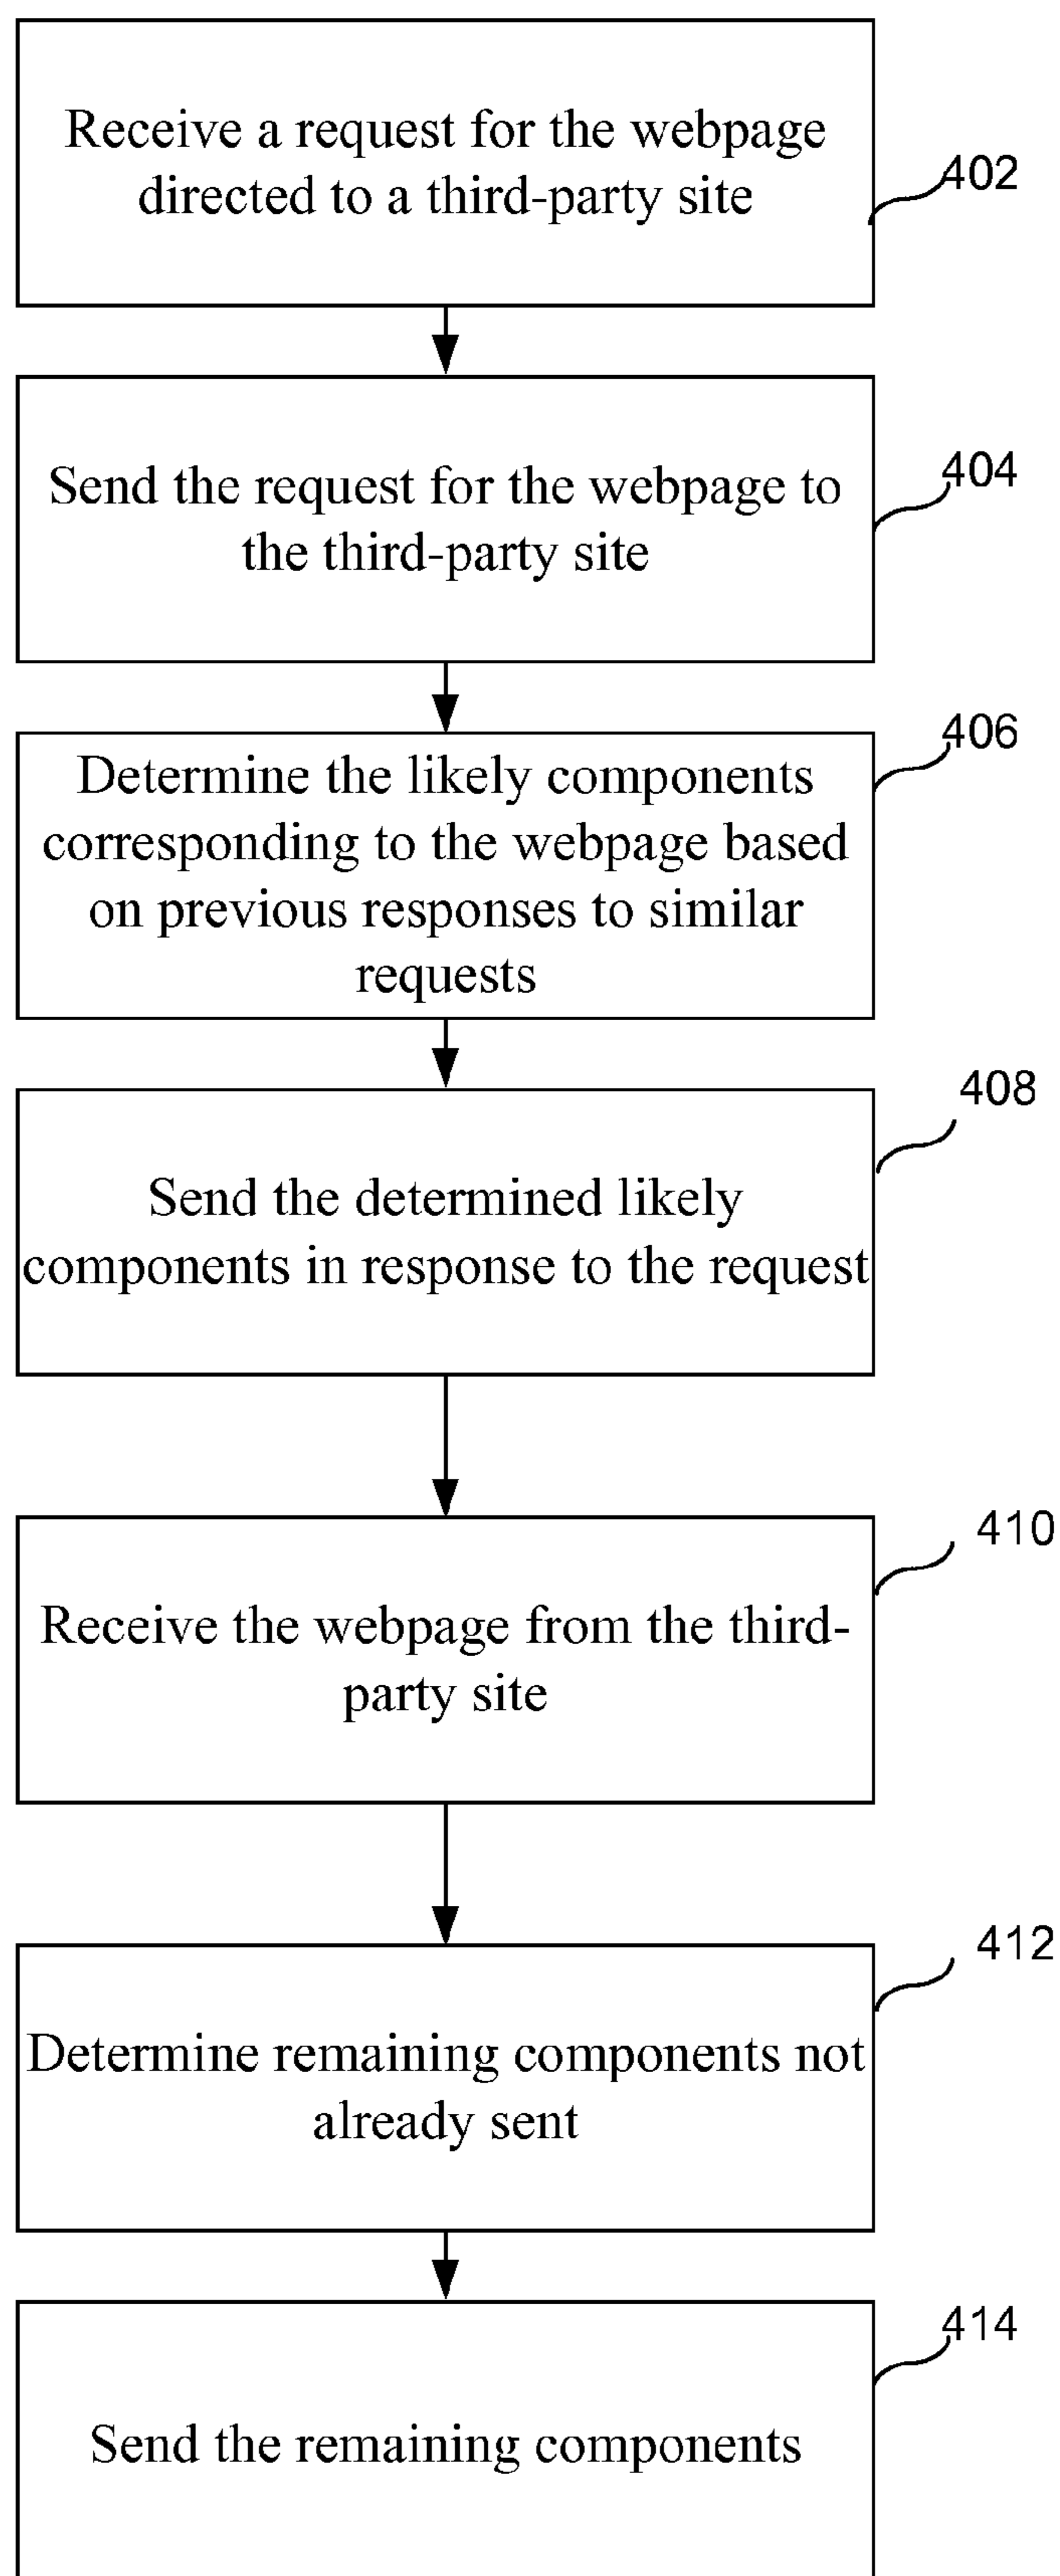 Receive a request for the webpage
directed to a third-party site
402
Send the request for the webpage to
the third-party site
404
Determine the likely components
corresponding to the webpage based
on previous responses to similar
requests
406
Send the determined likely
components in response to the request
408
Receive the webpage from the third-
party site
410
Determine remaining components not
already sent
412
Send the remaining components
414